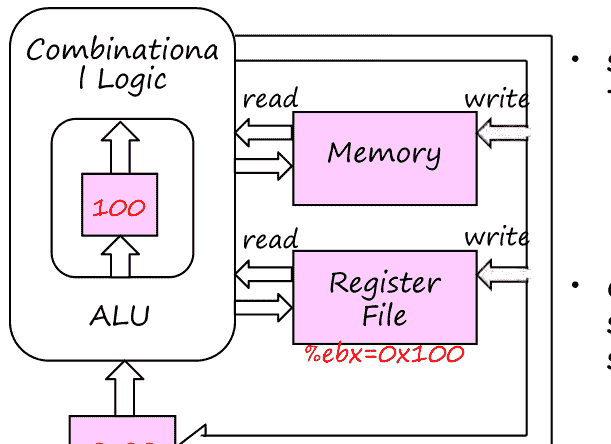 Combinationa
l Logic
read
write
Memory
100
read
write
Register
File
ALU
%ebx=0x100